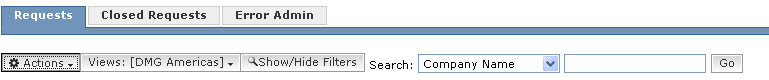 Requests Closed Requests Error Admin
Actions Views: [DMG Americas] Show/Hide Filters Search: Company Name Go